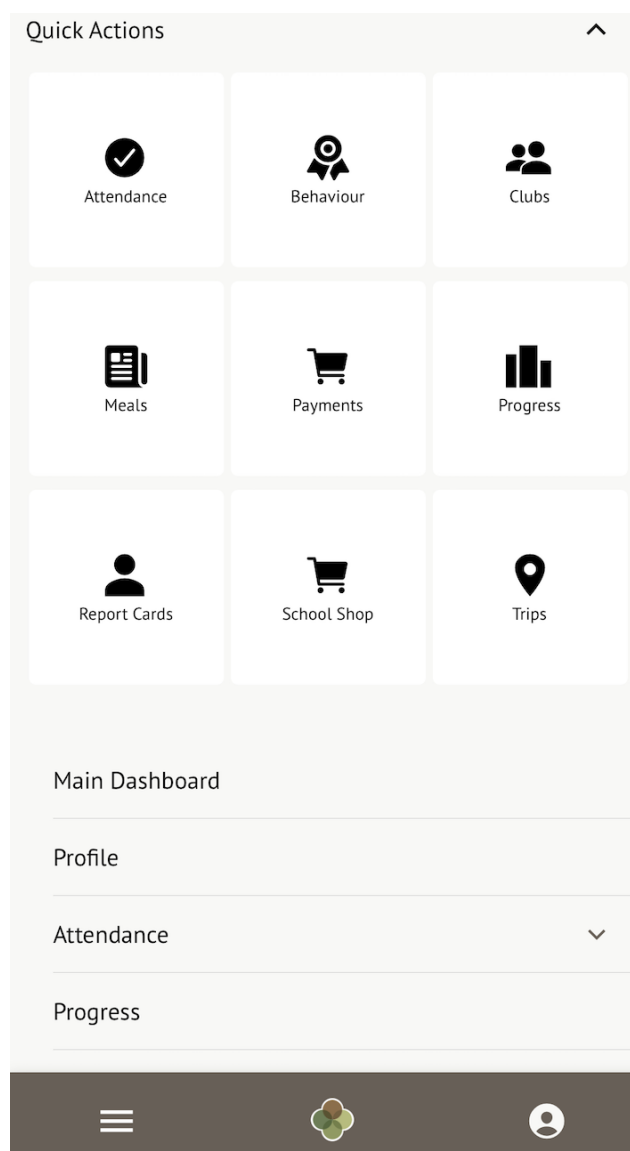 Quick Actions
Attendance
Behaviour
Clubs
Meals
Payments
Progress
Report Cards
School Shop
Trips
Main Dashboard
Profile
Attendance
Progress